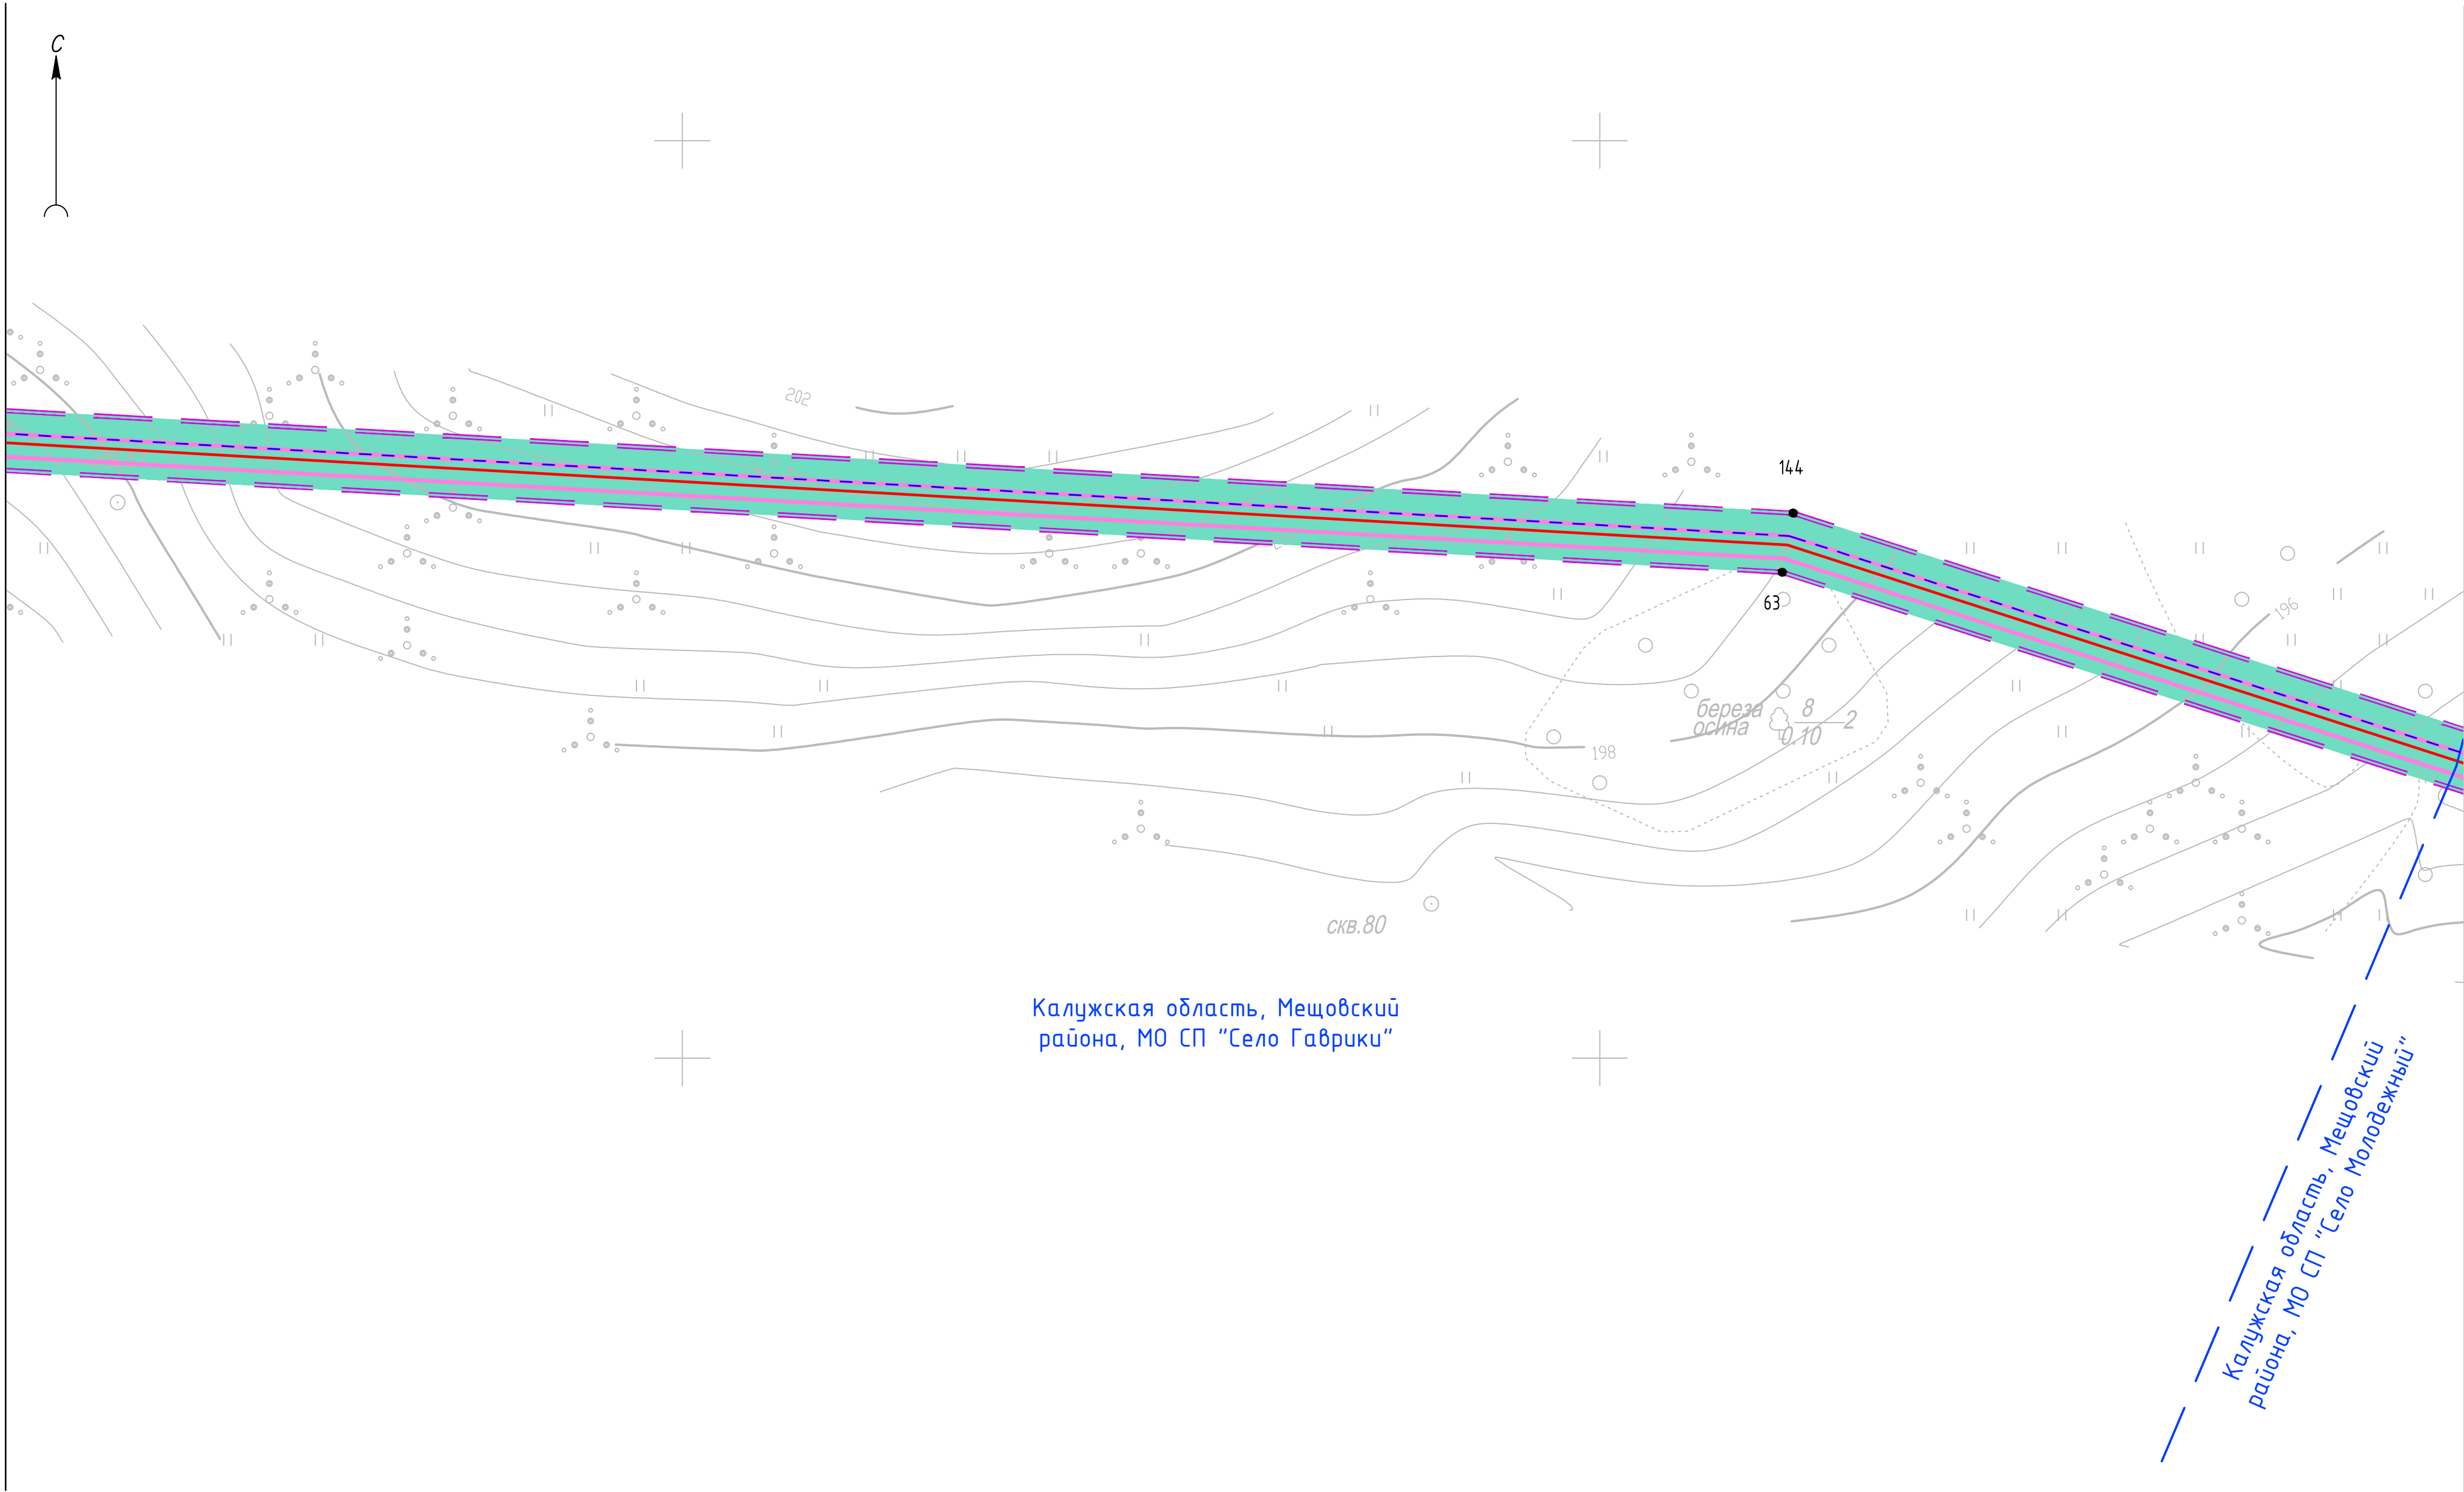 С
202
144
63
196
береза
осина
8
0.10
2
198
скв.80
Калужская область, Мещовский
района, МО СП "Село Гаврики"
Калужская область, Мещовский
района, МО СП "Село Молодежный"